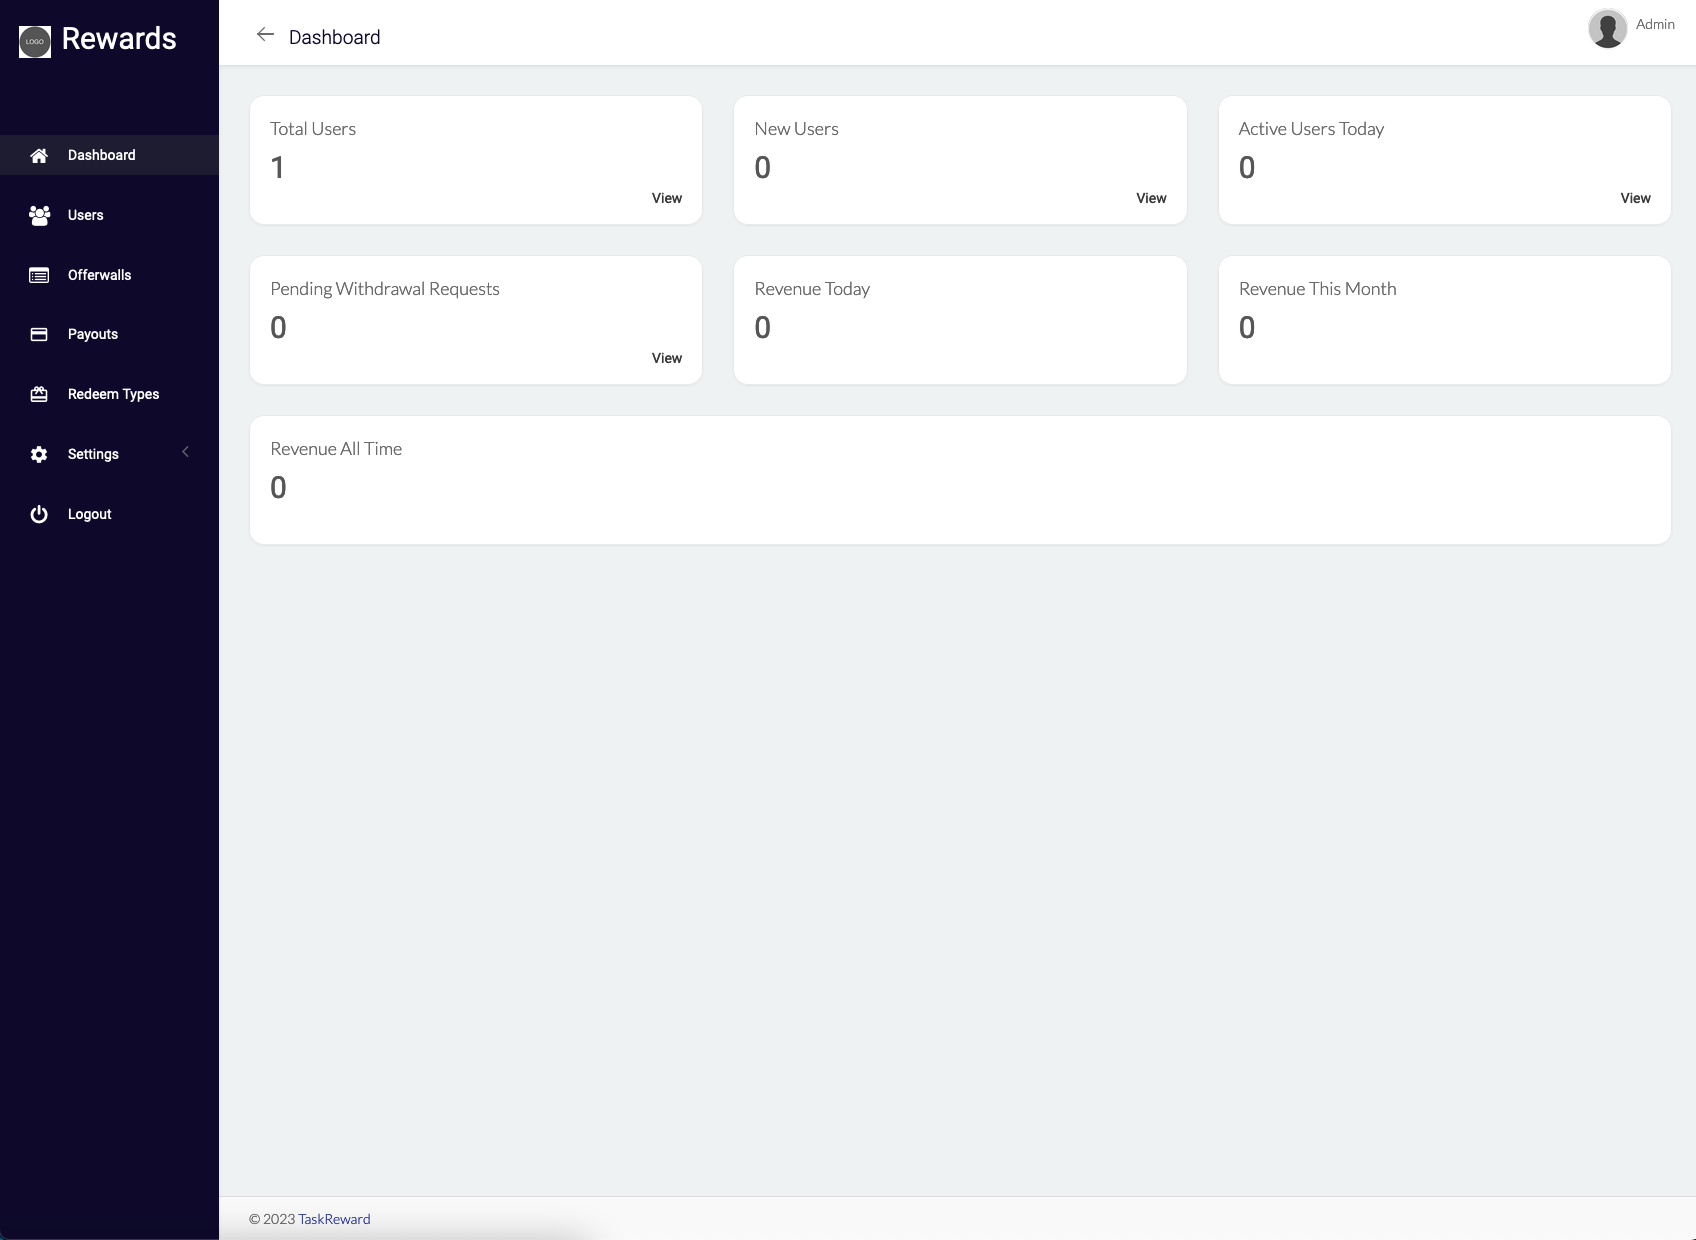 LOGO
Rewards
Dashboard
Users
Offerwalls
Payouts
Redeem Types
Settings
Logout
Dashboard
Admin
Total Users
1
View
New Users
0
View
Active Users Today
0
View
Pending Withdrawal Requests
0
View
Revenue Today
0
Revenue This Month
0
Revenue All Time
0
© 2023 TaskReward